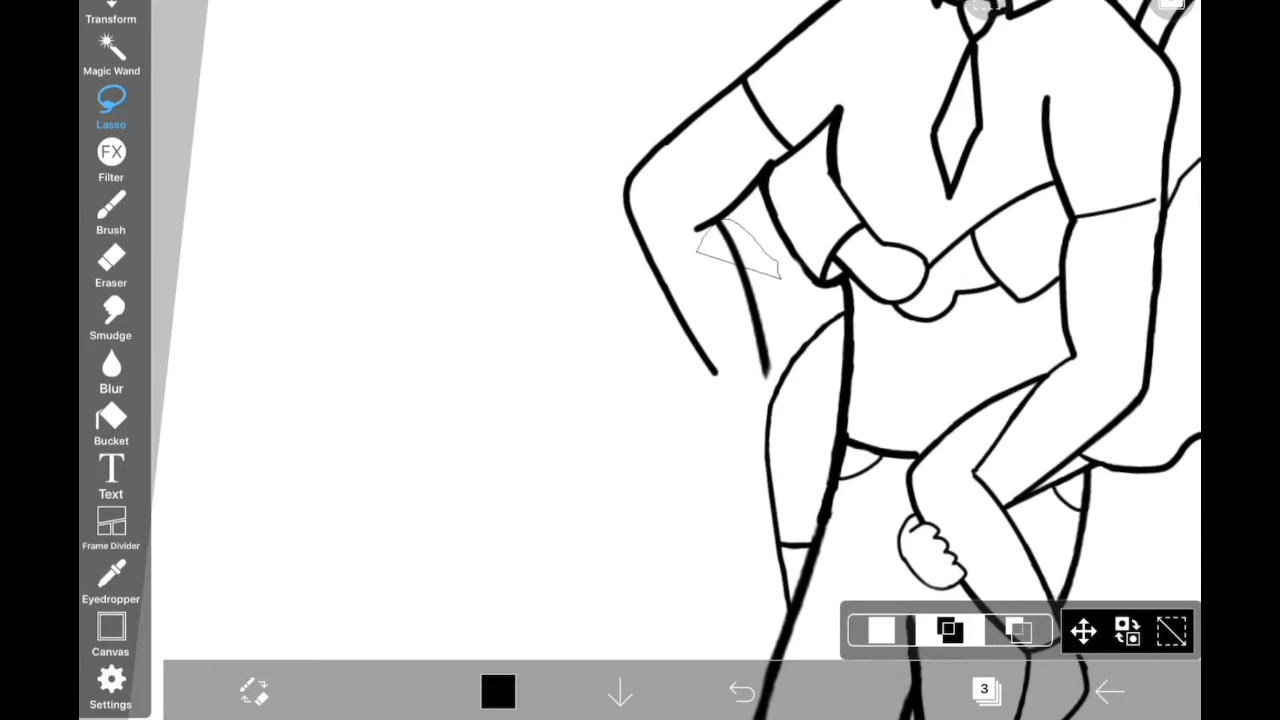 Transform
Magic Wand
Lasso
FX
Filter
Brush
Eraser
Smudge
Blur
Bucket
T
Text
Frame Divider
Eyedropper
Canvas
Settings
3